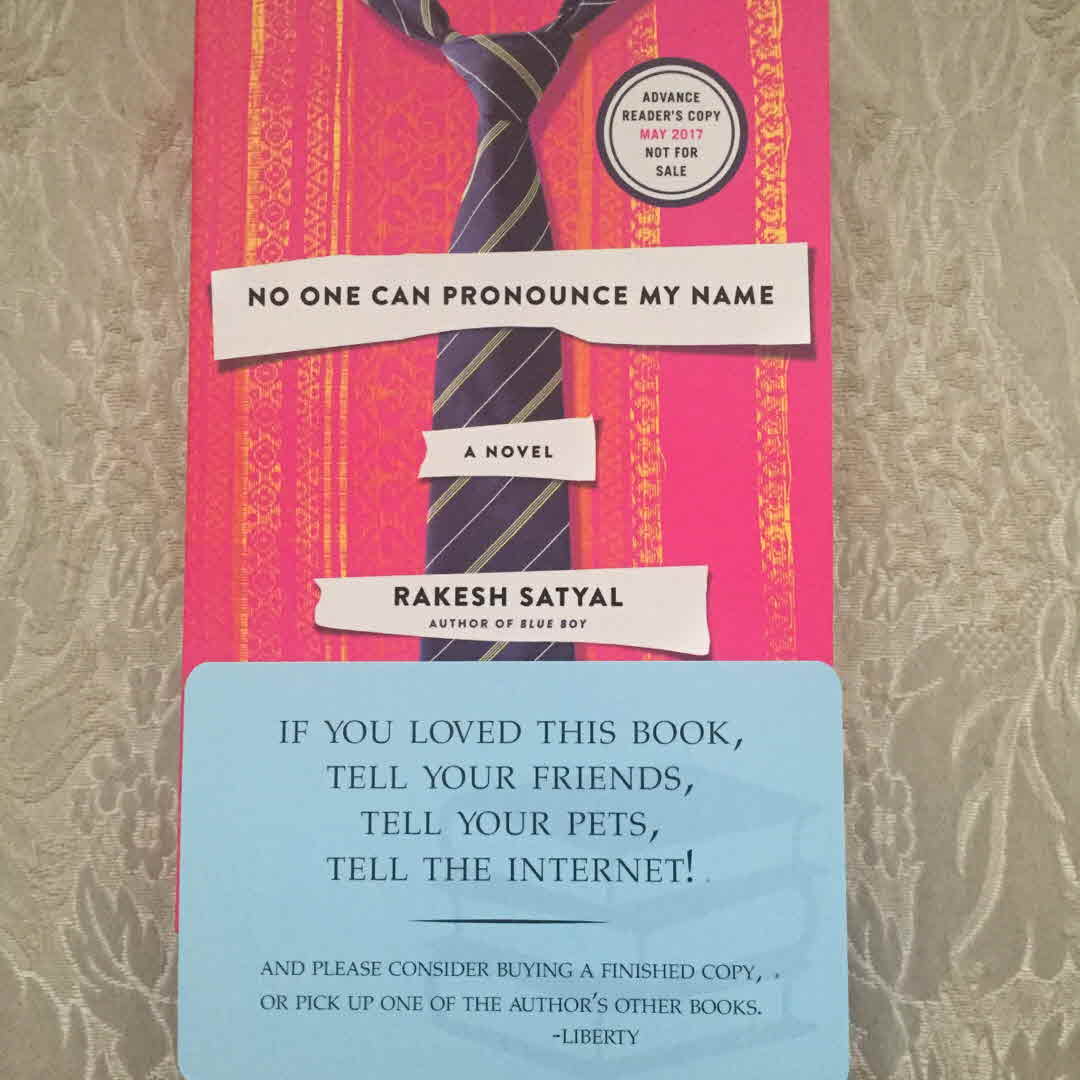 ADVANCE
READER'S COPY
MAY 2017
NOT FOR
SALE
NO ONE CAN PRONOUNCE MY NAME
A NOVEL
RAKESH SATYAL
AUTHOR OF BLUE BOY
IF YOU LOVED THIS BOOK,
TELL YOUR FRIENDS,
TELL YOUR PETS,
TELL THE INTERNET!
AND PLEASE CONSIDER BUYING A FINISHED COPY,
OR PICK UP ONE OF THE AUTHOR'S OTHER BOOKS.
-LIBERTY